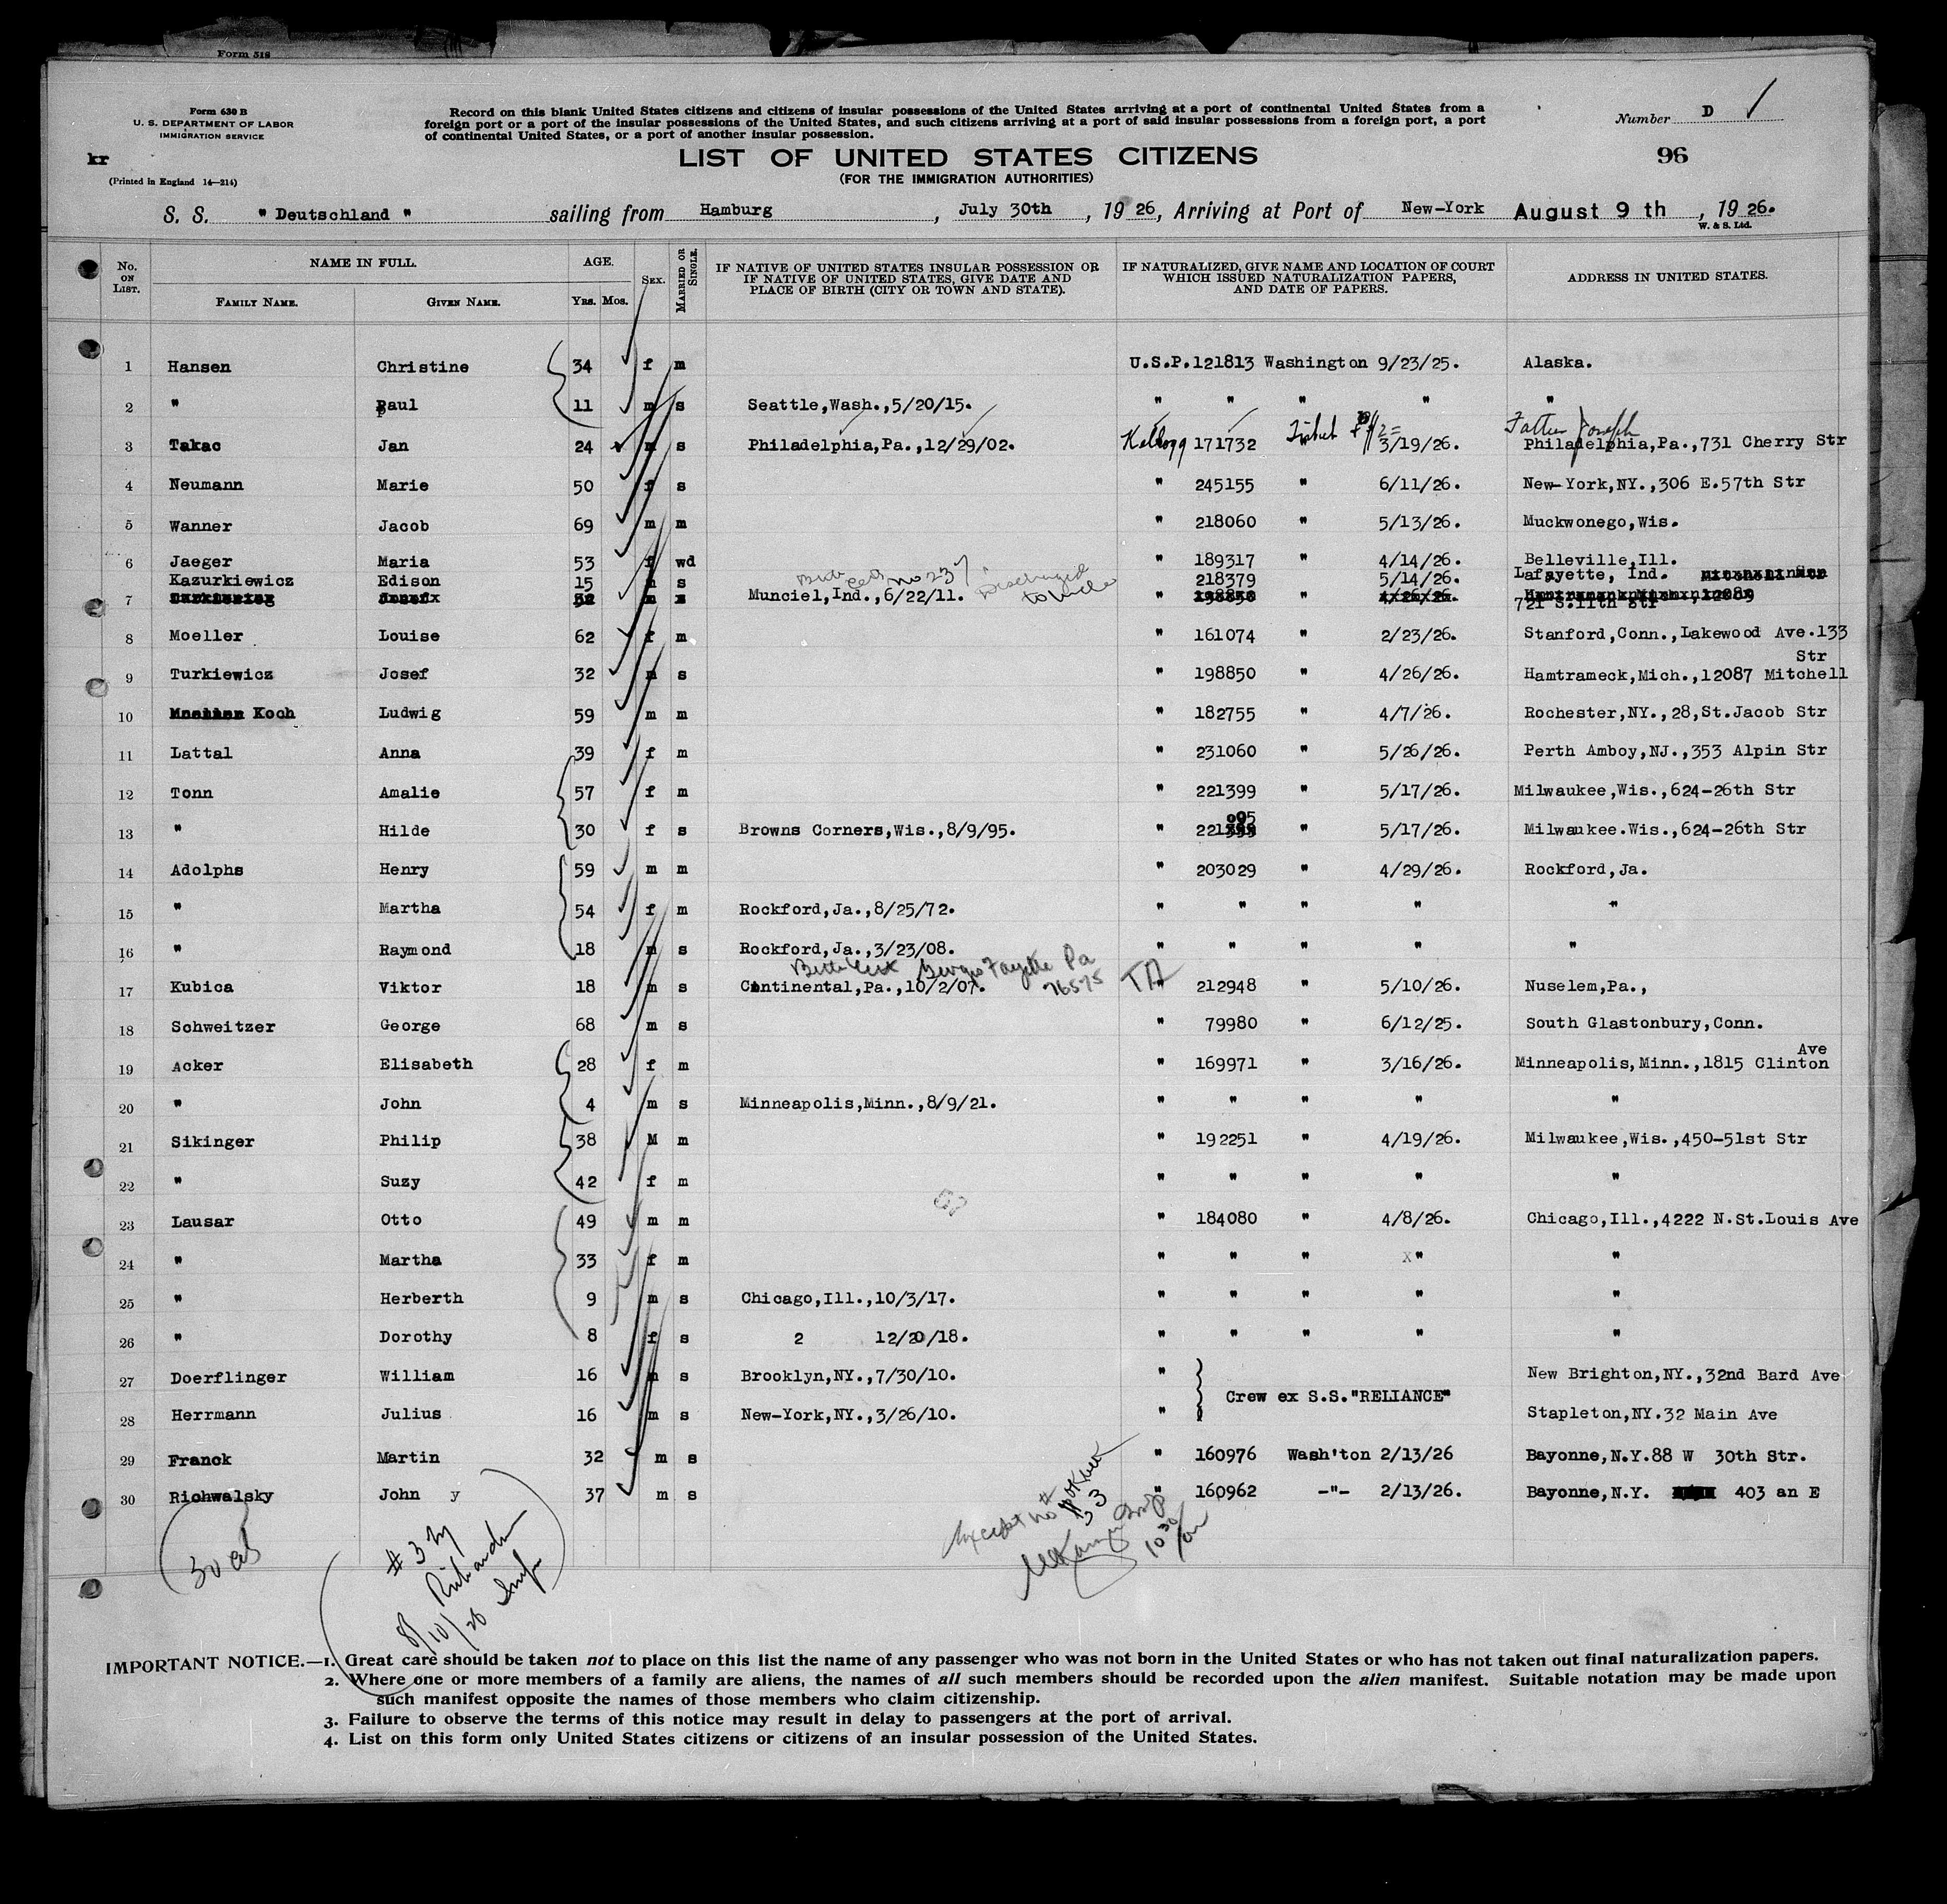 Form 518
Form 630 B
U. S. DEPARTMENT OF LABOR
IMMIGRATION SERVICE
kr
(Printed in England 14—214)
Record on this blank United States citizens and citizens of insular possessions of the United States arriving at a port of continental United States from a
foreign port or a port of the insular possessions of the United States, and such citizens arriving at a port of said insular possessions from a foreign port, a port
of continental United States, or a port of another insular possession.
LIST OF UNITED STATES CITIZENS
(FOR THE IMMIGRATION AUTHORITIES)
Number D
96
S. S. " Deutschland " sailing from Hamburg, July 30th, 19 26, Arriving at Port of New-York August 9 th, 19 26.
W. & S. Ltd.
No. ON LIST. NAME IN FULL. FAMILY NAME. GIVEN NAME. AGE. YRS. MOS. SEX. MARRIED OR SINGLE. IF NATIVE OF UNITED STATES INSULAR POSSESSION OR IF NATIVE OF UNITED STATES, GIVE DATE AND PLACE OF BIRTH (CITY OR TOWN AND STATE). IF NATURALIZED, GIVE NAME AND LOCATION OF COURT WHICH ISSUED NATURALIZATION PAPERS, AND DATE OF PAPERS. ADDRESS IN UNITED STATES.
1 Hansen Christine 34 f m U.S.P.121813 Washington 9/23/25. Alaska.
2 " Paul 11 m s Seattle,Wash.,5/20/15. " " " " "
Kellogg Father Joseph
3 Takac Jan 24 m s Philadelphia,Pa.,12/29/02. 171732 3/19/26. Philadelphia,Pa.,731 Cherry Str
4 Neumann Marie 50 f s " 245155 " 6/11/26. New-York,NY.,306 E.57th Str
5 Wanner Jacob 69 m m " 218060 " 5/13/26. Muckwonego,Wis.
6 Jaeger Maria 53 f wd " 189317 " 4/14/26. Belleville,Ill.
Kazurkiewicz Edison 15 m s 218379 5/14/26. Lafayette, Ind.
7 Munciel,Ind.,6/22/11. 721 S.11th Str
8 Moeller Louise 62 f m " 161074 " 2/23/26. Stanford,Conn.,Lakewood Ave.133
Str
9 Turkiewicz Josef 32 m s " 198850 " 4/26/26. Hamtrameck,Mich.,12087 Mitchell
10 Koch Ludwig 59 m m " 182755 " 4/7/26. Rochester,NY.,28,St.Jacob Str
11 Lattal Anna 39 f m " 231060 " 5/26/26. Perth Amboy,NJ.,353 Alpin Str
12 Tonn Amalie 57 f m " 221399 " 5/17/26. Milwaukee,Wis.,624-26th Str
13 " Hilde 30 f s Browns Corners,Wis.,8/9/95. " " 5/17/26. Milwaukee.Wis.,624-26th Str
14 Adolphs Henry 59 m m " 203029 " 4/29/26. Rockford,Ja.
15 " Martha 54 f m Rockford,Ja.,8/25/72. " " " " "
16 " Raymond 18 m s Rockford,Ja.,3/23/08. " " " " "
76575
17 Kubica Viktor 18 m s Continental,Pa.,10/2/07. " 212948 " 5/10/26. Nuselem,Pa.,
18 Schweitzer George 68 m s " 79980 " 6/12/25. South Glastonbury,Conn.
Ave
19 Acker Elisabeth 28 f m " 169971 " 3/16/26. Minneapolis,Minn.,1815 Clinton
20 " John 4 m s Minneapolis,Minn.,8/9/21. " " " " "
21 Sikinger Philip 38 M m " 192251 " 4/19/26. Milwaukee,Wis.,450-51st Str
22 " Suzy 42 f m " " " " "
23 Lausar Otto 49 m m " 184080 " 4/8/26. Chicago,Ill.,4222 N.St.Louis Ave
24 " Martha 33 f m " " " X" "
25 " Herberth 9 m s Chicago,Ill.,10/3/17. " " " " "
26 " Dorothy 8 f s 2 12/20/18. " " " " "
27 Doerflinger William 16 m s Brooklyn,NY.,7/30/10. " New Brighton,NY.,32nd Bard Ave
Crew ex S.S."RELIANCE"
28 Herrmann Julius 16 m s New-York,NY.,3/26/10. " Stapleton,NY.32 Main Ave
29 Franck Martin 32 m s " 160976 Wash'ton 2/13/26 Bayonne,N.Y.88 W 30th Str.
30 Richwalsky John y 37 m s " 160962 -"- 2/13/26. Bayonne,N.Y. 403 an E
# 3 by
Richardson
Insp
8/10/26
IMPORTANT NOTICE.—1. Great care should be taken not to place on this list the name of any passenger who was not born in the United States or who has not taken out final naturalization papers.
2. Where one or more members of a family are aliens, the names of all such members should be recorded upon the alien manifest. Suitable notation may be made upon
such manifest opposite the names of those members who claim citizenship.
3. Failure to observe the terms of this notice may result in delay to passengers at the port of arrival.
4. List on this form only United States citizens or citizens of an insular possession of the United States.